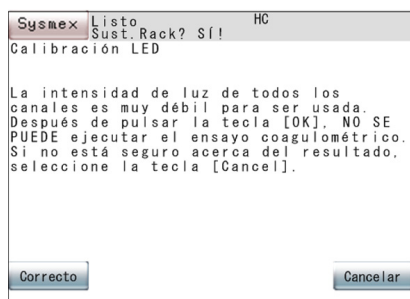 Sysmex Listo HC
Sust.Rack? SÍ!
Calibración LED
La intensidad de luz de todos los
canales es muy débil para ser usada.
Después de pulsar la tecla [OK], NO SE
PUEDE ejecutar el ensayo coagulométrico.
Si no está seguro acerca del resultado,
seleccione la tecla [Cancel].
Correcto Cancelar